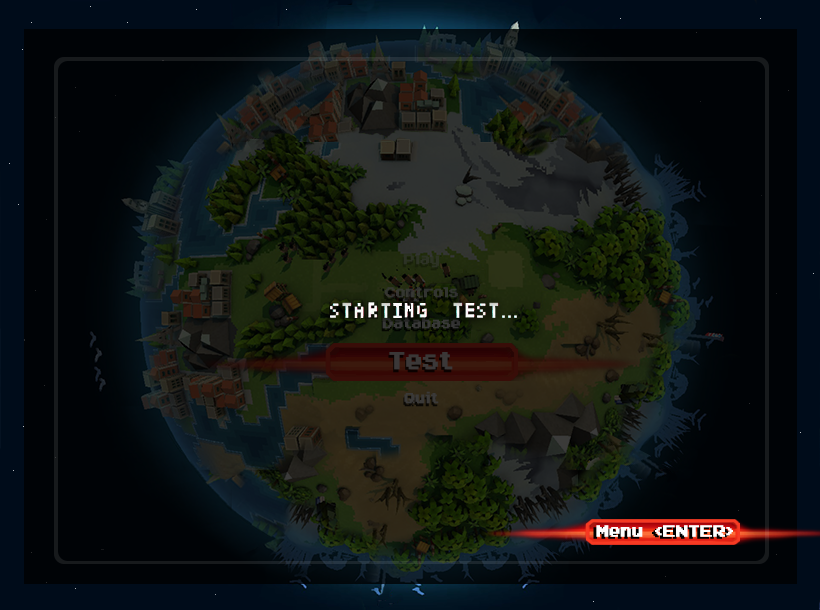 Play
Controls
STARTING TEST...
Database
Test
Quit
Menu <ENTER>